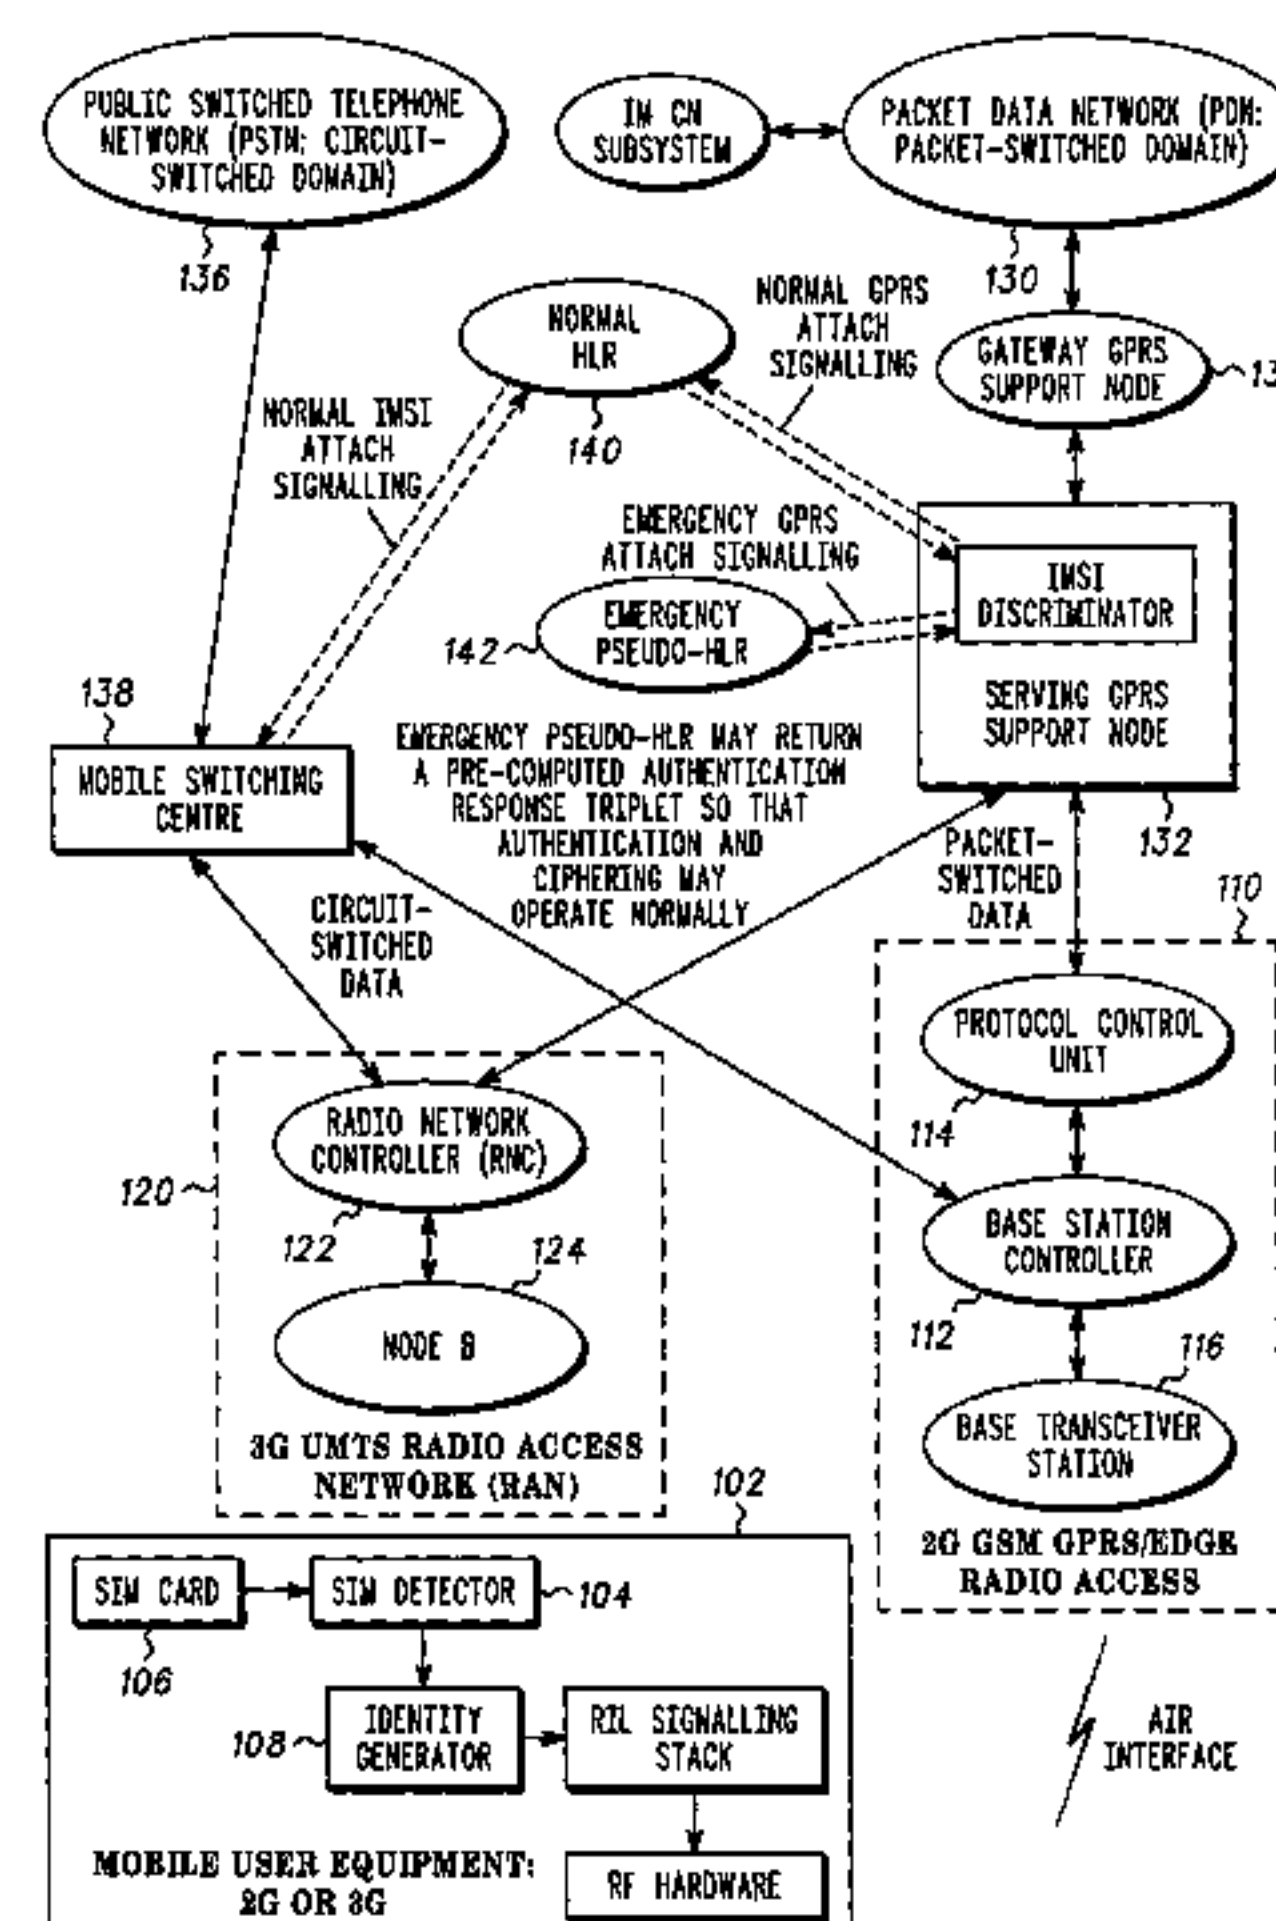 PUBLIC SWITCHED TELEPHONE
NETWORK (PSTN: CIRCUIT-
SWITCHED DOMAIN)
136
IM CN
SUBSYSTEM
PACKET DATA NETWORK (PDN:
PACKET-SWITCHED DOMAIN)
130
NORMAL
HLR
140
NORMAL GPRS
ATTACH
SIGNALLING
GATEWAY GPRS
SUPPORT NODE
NORMAL IMSI
ATTACH
SIGNALLING
EMERGENCY GPRS
ATTACH SIGNALLING
EMERGENCY
PSEUDO-HLR
142
IMSI
DISCRIMINATOR
SERVING GPRS
SUPPORT NODE
132
138
MOBILE SWITCHING
CENTRE
EMERGENCY PSEUDO-HLR MAY RETURN
A PRE-COMPUTED AUTHENTICATION
RESPONSE TRIPLET SO THAT
AUTHENTICATION AND
CIPHERING MAY
OPERATE NORMALLY
PACKET-
SWITCHED
DATA
110
CIRCUIT-
SWITCHED
DATA
PROTOCOL CONTROL
UNIT
114
RADIO NETWORK
CONTROLLER (RNC)
120
122
124
NODE B
3G UMTS RADIO ACCESS
NETWORK (RAN)
BASE STATION
CONTROLLER
112
116
BASE TRANSCEIVER
STATION
2G GSM GPRS/EDGE
RADIO ACCESS
102
SIM CARD
106
SIM DETECTOR
104
IDENTITY
GENERATOR
108
RIL SIGNALLING
STACK
RF HARDWARE
MOBILE USER EQUIPMENT:
2G OR 3G
AIR
INTERFACE